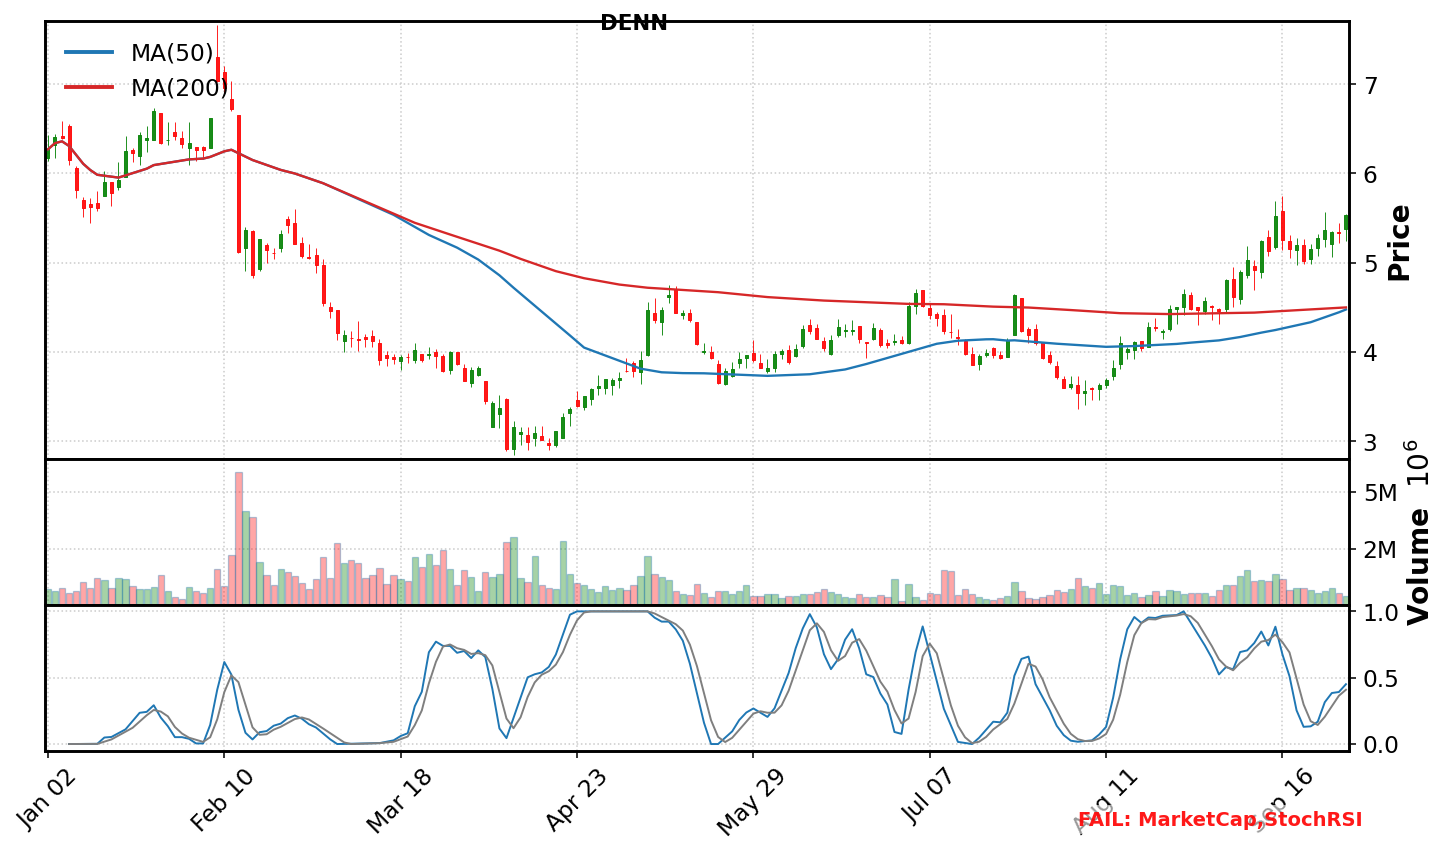 DENN
MA(50)
MA(200)
7
6
5
4
3
Price
5M
2M
Volume 10^6
1.0
0.5
0.0
Jan 02
Feb 10
Mar 18
Apr 23
May 29
Jul 07
Aug 11
Sep 16
FAIL: MarketCap,StochRSI